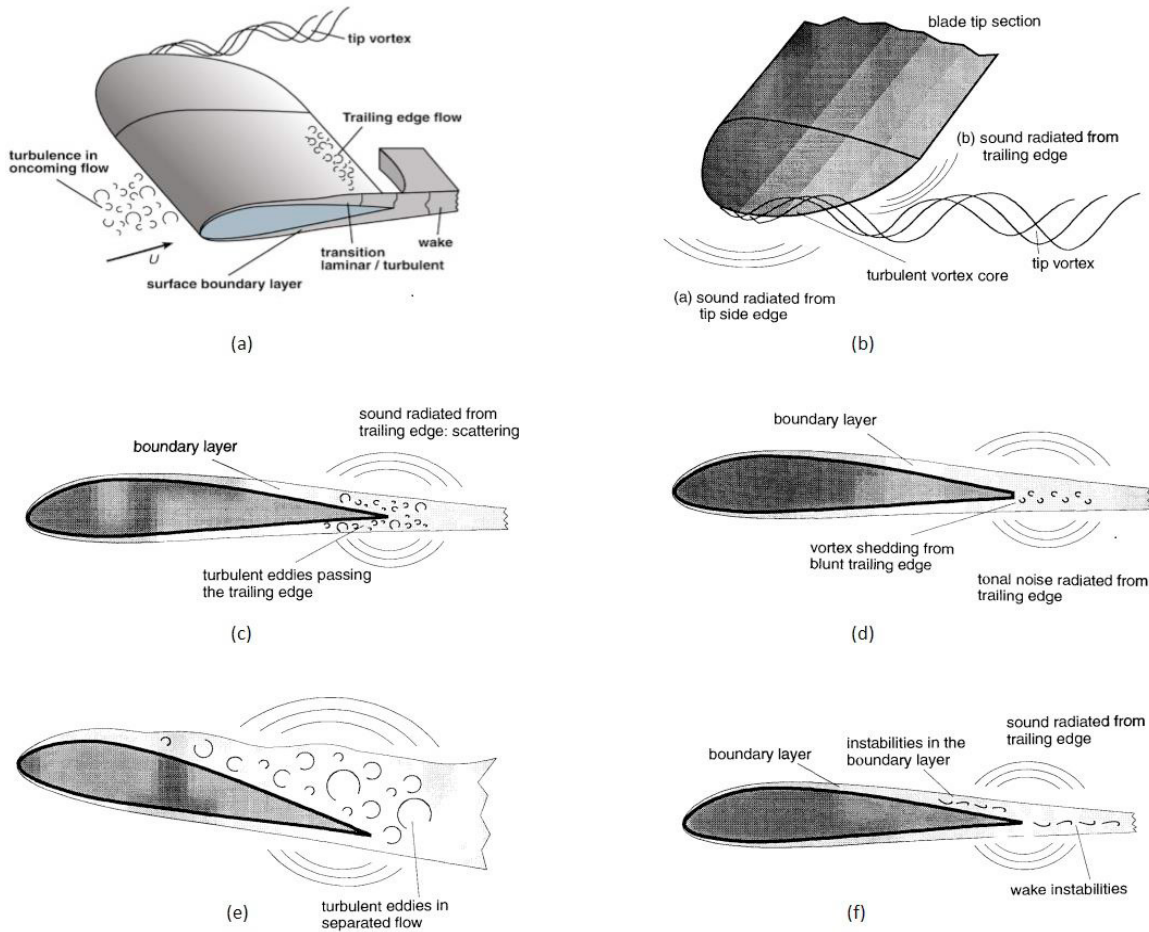 tip vortex
Trailing edge flow
turbulence in
oncoming flow
U
wake
transition
laminar / turbulent
surface boundary layer
(a)
blade tip section
(b) sound radiated from
trailing edge
tip vortex
turbulent vortex core
(a) sound radiated from
tip side edge
(b)
sound radiated from
trailing edge: scattering
boundary layer
turbulent eddies passing
the trailing edge
(c)
boundary layer
vortex shedding from
blunt trailing edge
tonal noise radiated from
trailing edge
(d)
turbulent eddies in
separated flow
(e)
sound radiated from
trailing edge
instabilities in the
boundary layer
boundary layer
wake instabilities
(f)